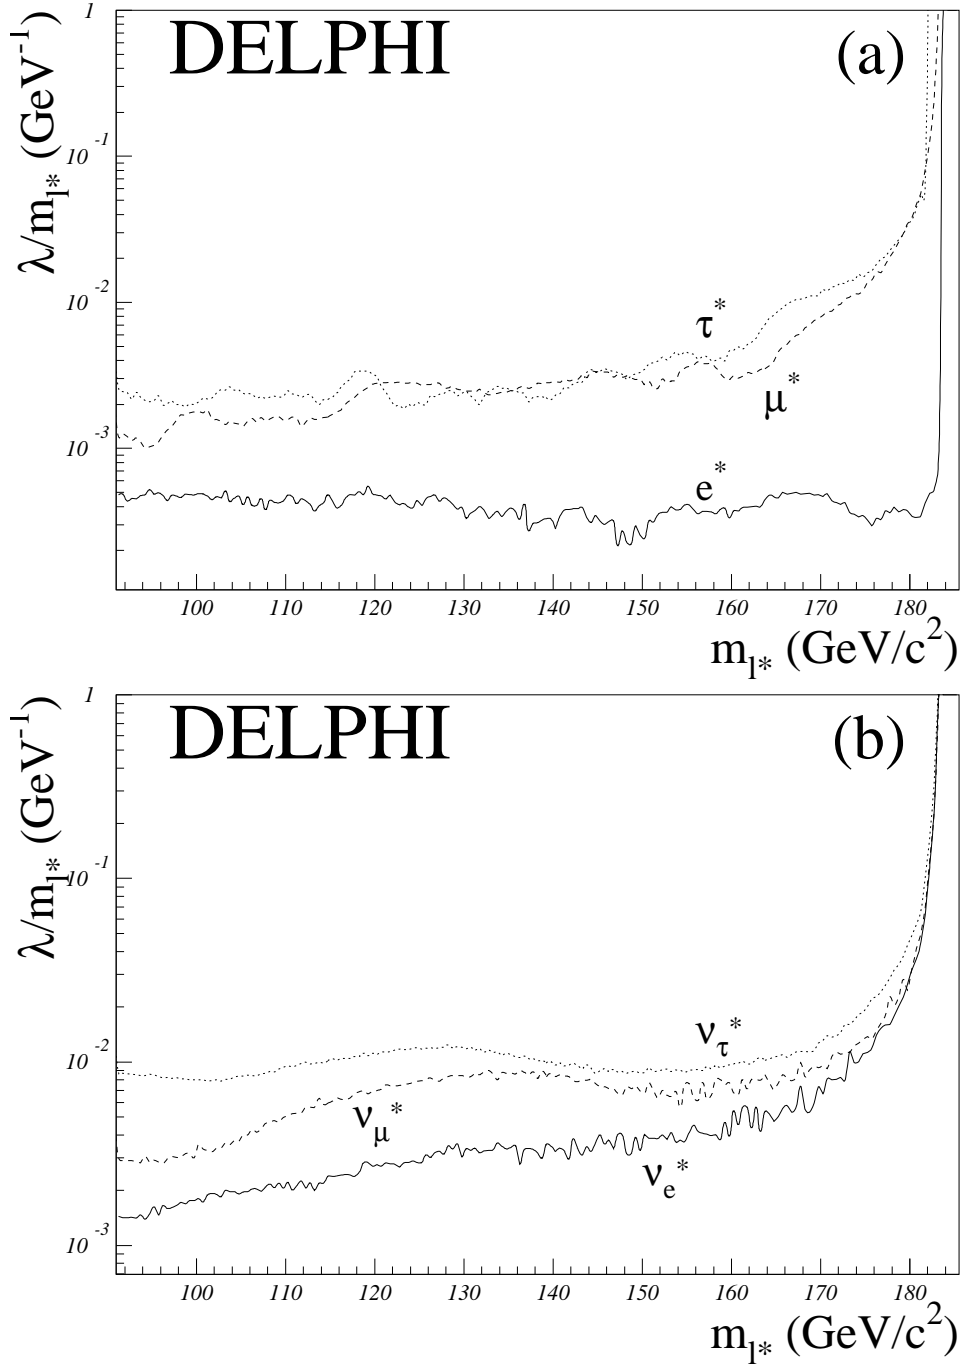 DELPHI
(a)
λ/m_l* (GeV^-1)
1
10^-1
10^-2
10^-3
τ*
μ*
e*
100 110 120 130 140 150 160 170 180
m_l* (GeV/c^2)
DELPHI
(b)
λ/m_l* (GeV^-1)
1
10^-1
10^-2
10^-3
ν_τ*
ν_μ*
ν_e*
100 110 120 130 140 150 160 170 180
m_l* (GeV/c^2)